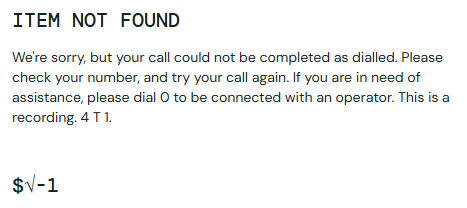 ITEM NOT FOUND
We're sorry, but your call could not be completed as dialled. Please
check your number, and try your call again. If you are in need of
assistance, please dial 0 to be connected with an operator. This is a
recording. 4 T 1.
$√-1